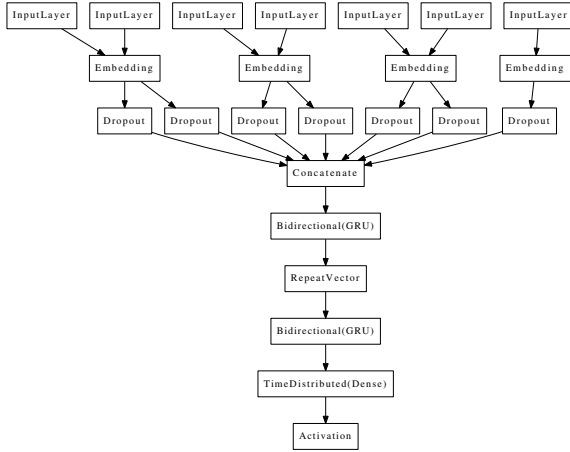 InputLayer InputLayer InputLayer InputLayer InputLayer InputLayer InputLayer
Embedding Embedding Embedding Embedding
Dropout Dropout Dropout Dropout Dropout Dropout Dropout
Concatenate
Bidirectional(GRU)
RepeatVector
Bidirectional(GRU)
TimeDistributed(Dense)
Activation